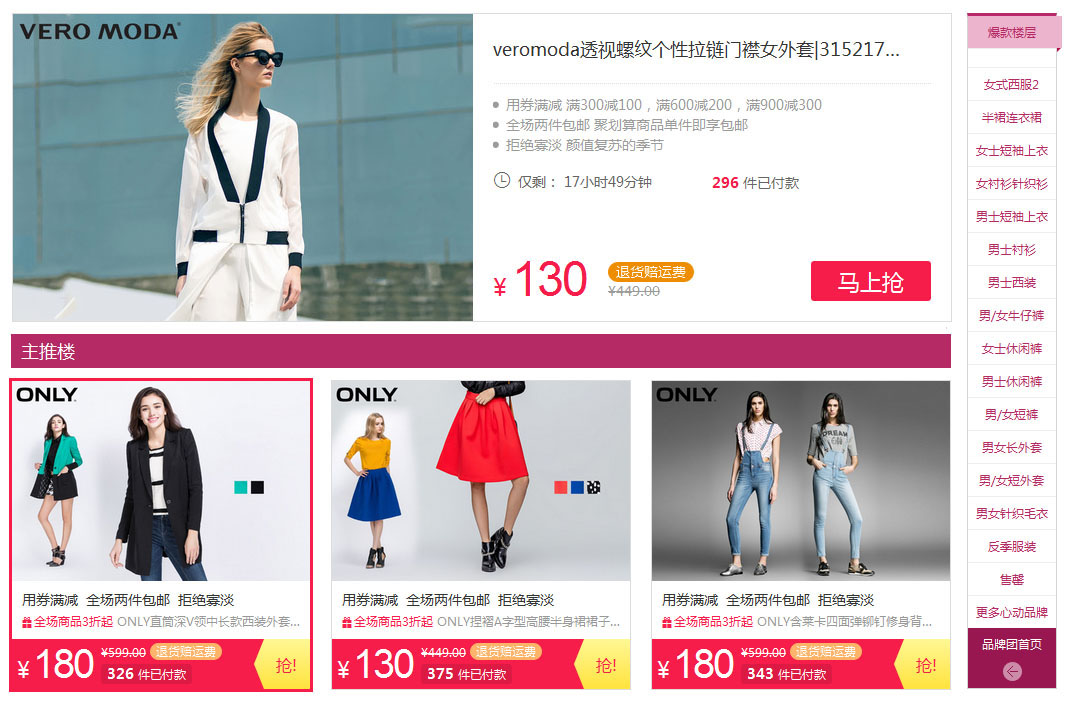 VERO MODA
veromoda透视螺纹个性拉链门襟女外套|315217...
用券满减 满300减100，满600减200，满900减300
全场两件包邮 聚划算商品单件即享包邮
拒绝寡淡 颜值复苏的季节
仅剩： 17小时49分钟
296 件已付款
¥ 130
退货赔运费
¥449.00
马上抢
主推楼
ONLY
用券满减 全场两件包邮 拒绝寡淡
全场商品3折起 ONLY直筒深V领中长款西装外套...
¥ 180
¥599.00 退货赔运费
326 件已付款
抢!
ONLY
用券满减 全场两件包邮 拒绝寡淡
全场商品3折起 ONLY捏褶A字型高腰半身裙裙子...
¥ 130
¥449.00 退货赔运费
375 件已付款
抢!
ONLY
DREAM
用券满减 全场两件包邮 拒绝寡淡
全场商品3折起 ONLY含莱卡四面弹铆钉修身背...
¥ 180
¥599.00 退货赔运费
343 件已付款
抢!
爆款楼层
女式西服2
半裙连衣裙
女士短袖上衣
女衬衫针织衫
男士短袖上衣
男士衬衫
男士西装
男/女牛仔裤
女士休闲裤
男士休闲裤
男/女短裤
男女长外套
男/女短外套
男女针织毛衣
反季服装
售罄
更多心动品牌
品牌团首页